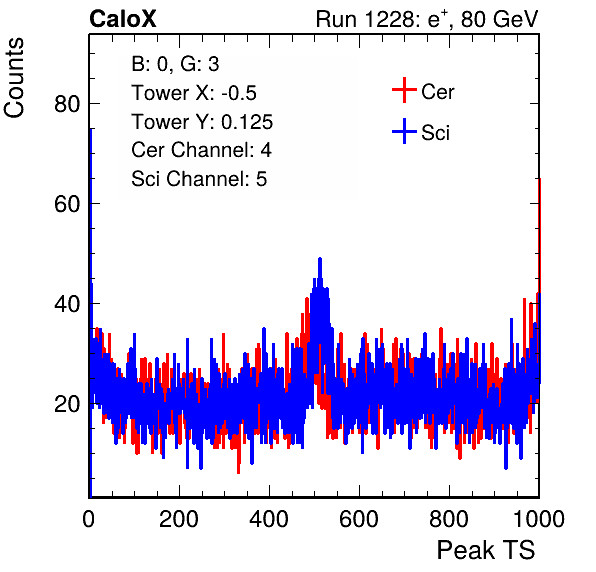 CaloX Run 1228: e⁺, 80 GeV
Counts
B: 0, G: 3
Tower X: -0.5
Tower Y: 0.125
Cer Channel: 4
Sci Channel: 5
Cer
Sci
80
60
40
20
0 200 400 600 800 1000
Peak TS